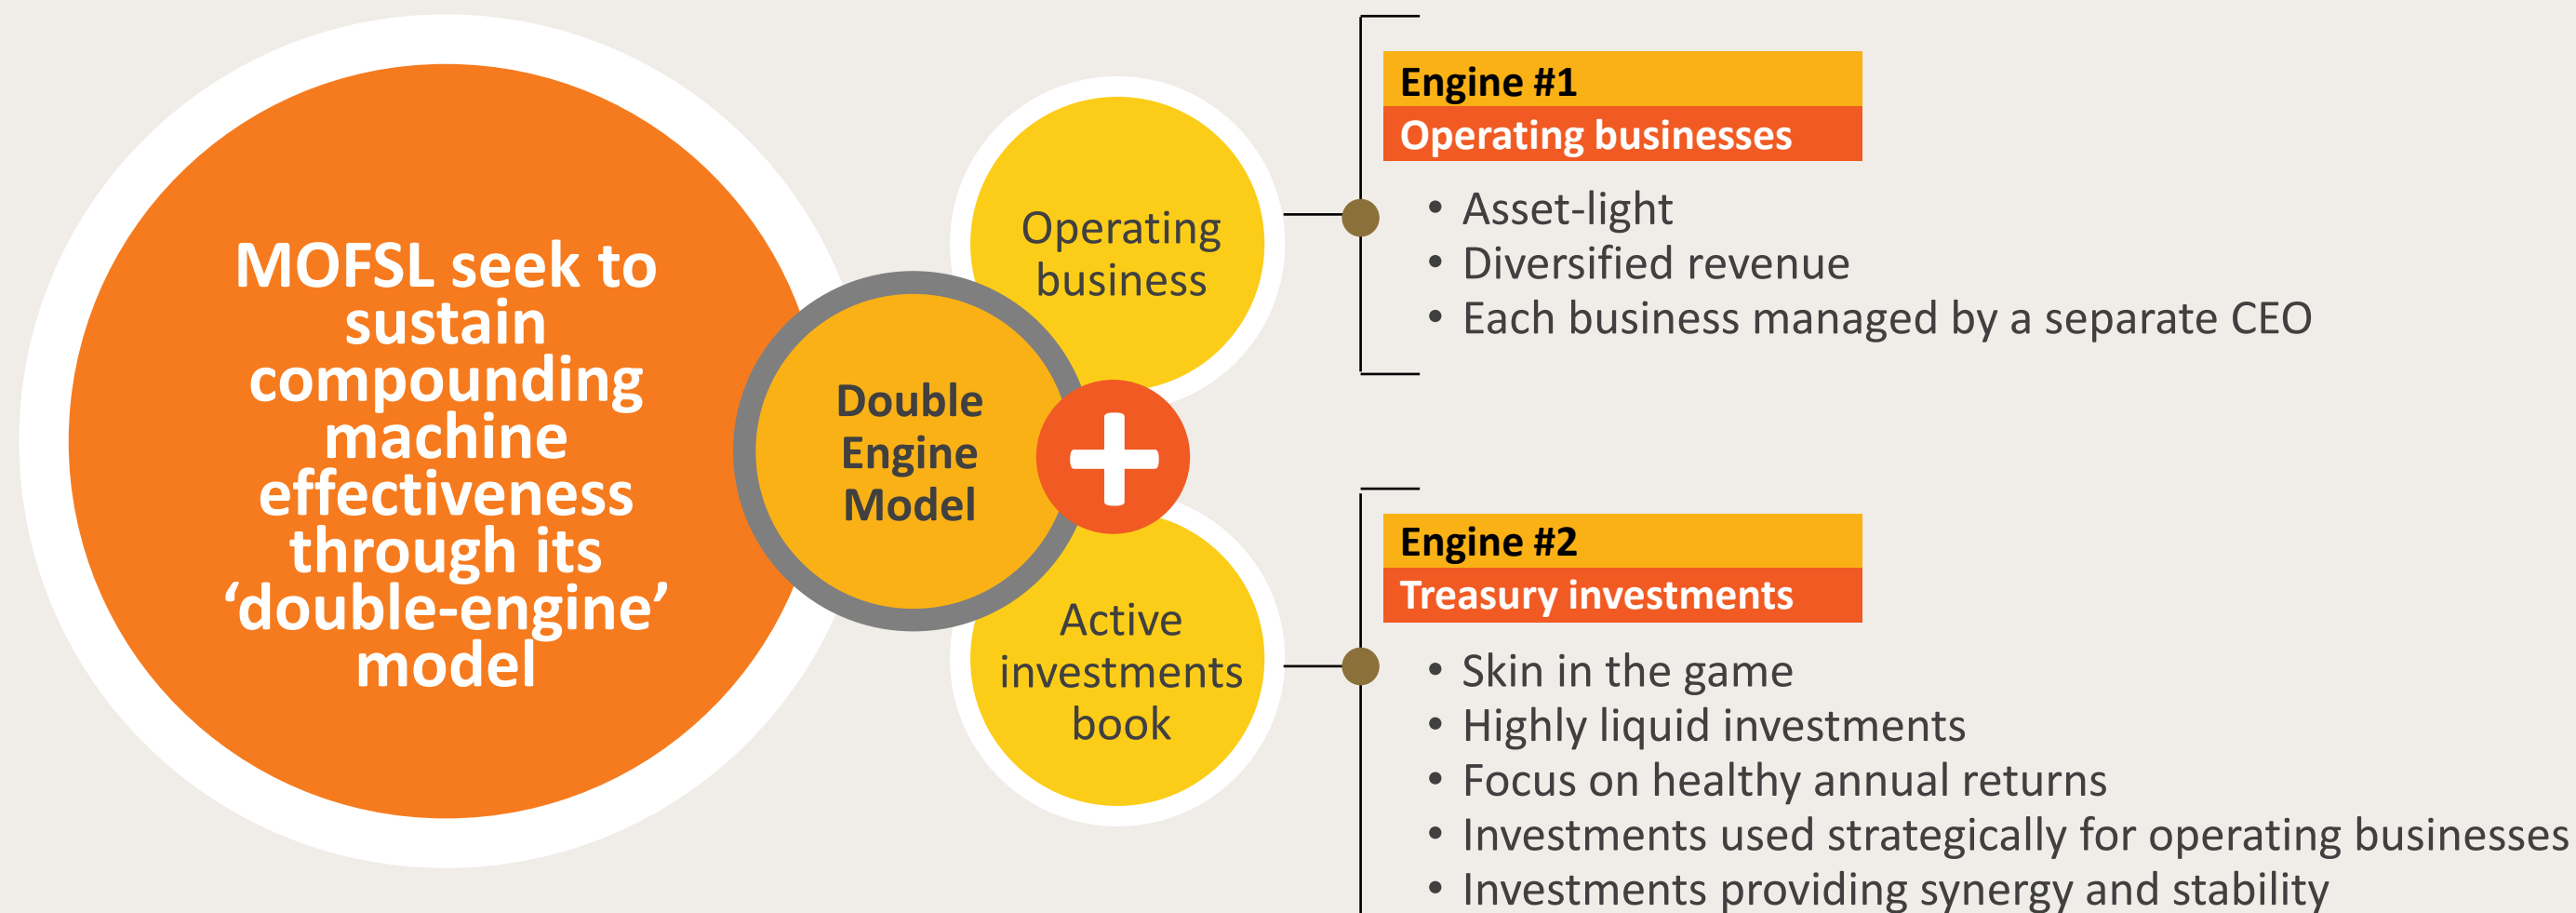 MOFSL seek to
sustain
compounding
machine
effectiveness
through its
‘double-engine’
model
Double
Engine
Model
Operating
business
+
Active
investments
book
Engine #1
Operating businesses
• Asset-light
• Diversified revenue
• Each business managed by a separate CEO
Engine #2
Treasury investments
• Skin in the game
• Highly liquid investments
• Focus on healthy annual returns
• Investments used strategically for operating businesses
• Investments providing synergy and stability